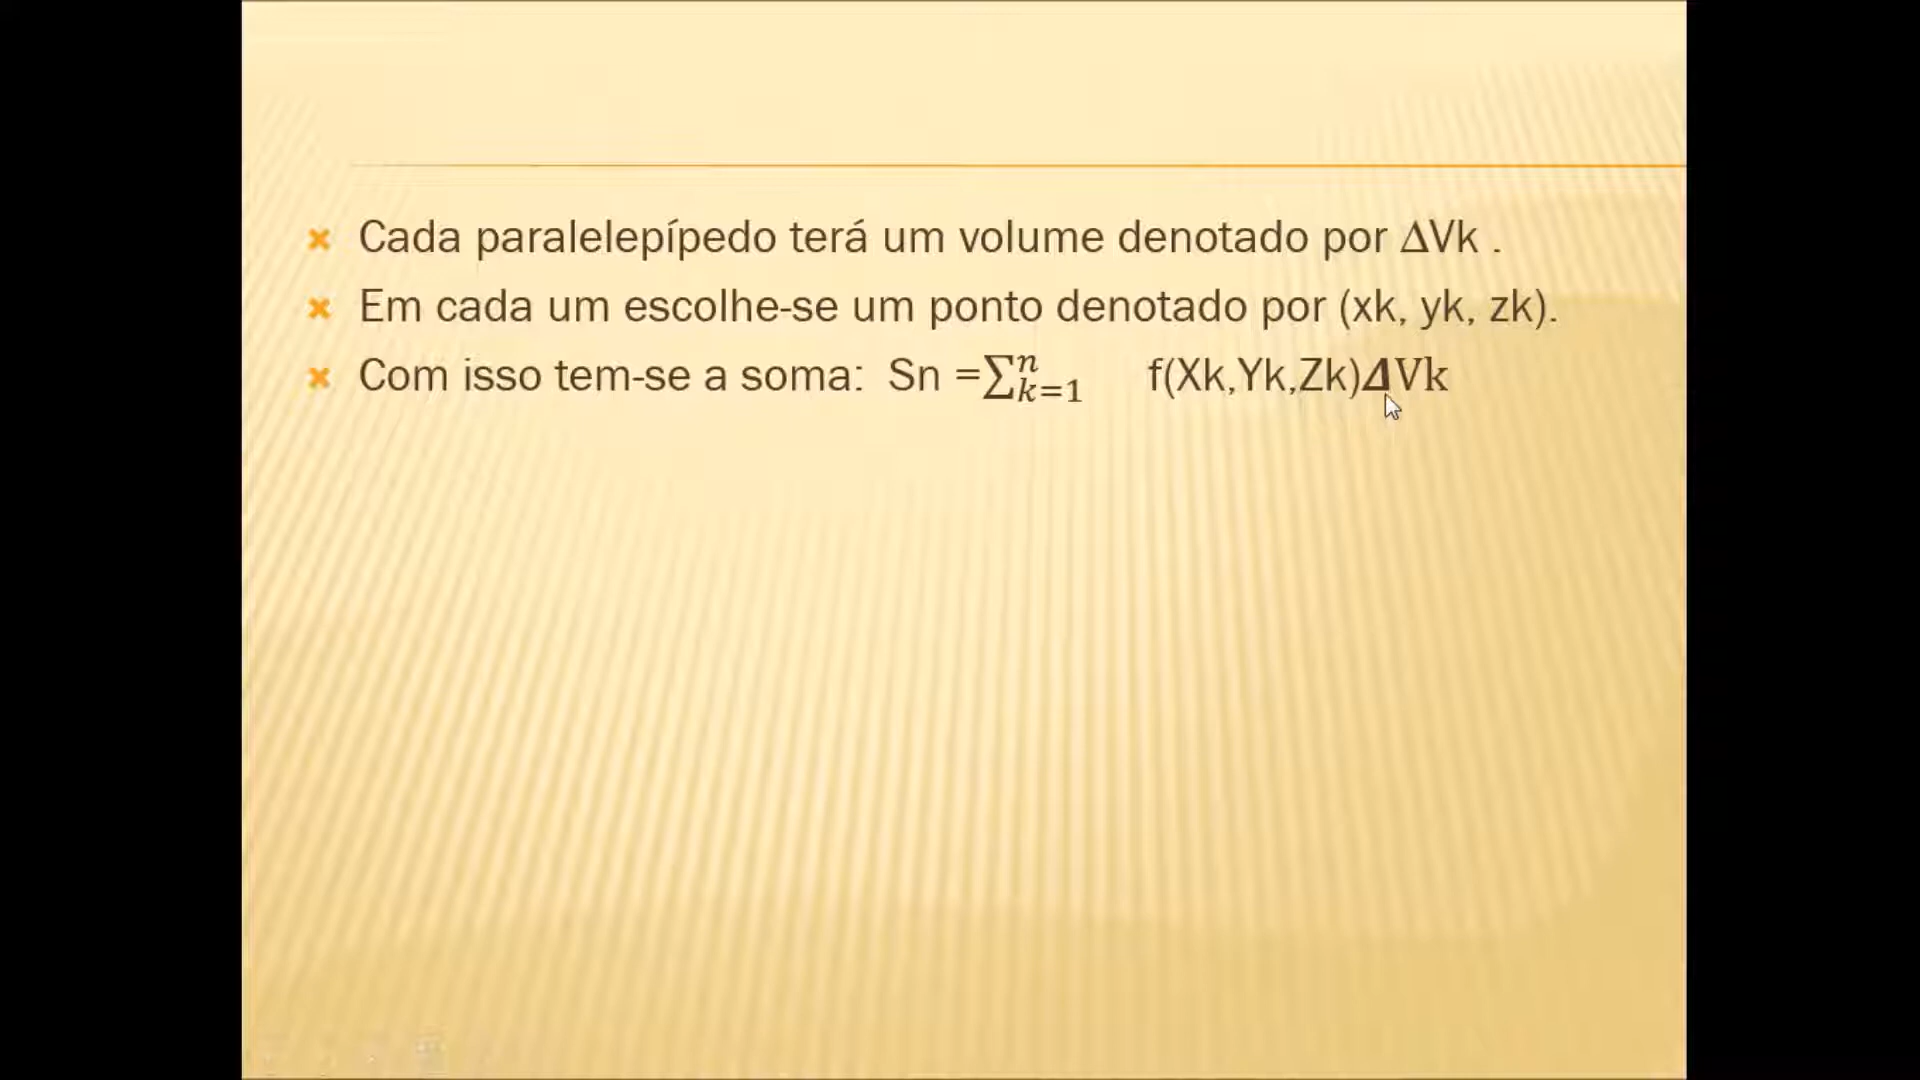 Cada paralelepípedo terá um volume denotado por ΔVk .
Em cada um escolhe-se um ponto denotado por (xk, yk, zk).
Com isso tem-se a soma: Sn =∑ⁿₖ₌₁ f(Xk,Yk,Zk)ΔVk